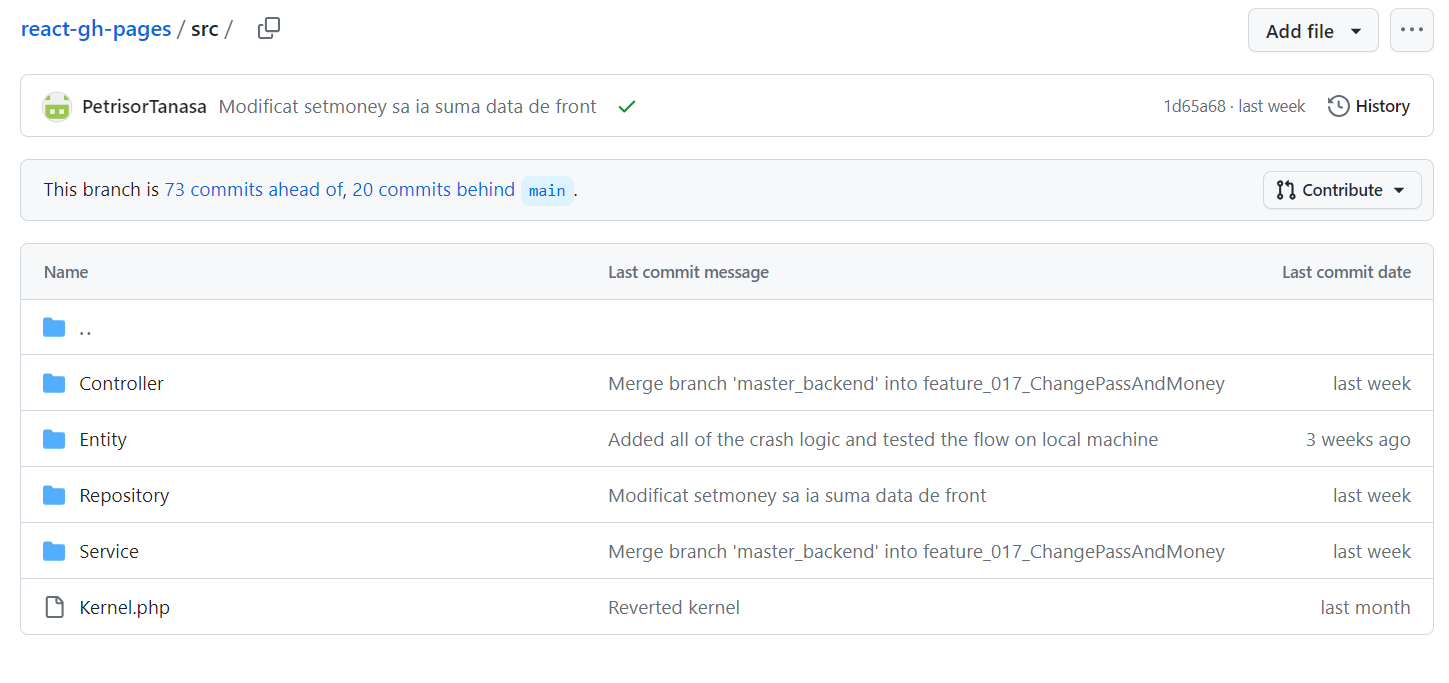 react-gh-pages / src /
Add file
PetrisorTanasa Modificat setmoney sa ia suma data de front
1d65a68 · last week
History
This branch is 73 commits ahead of, 20 commits behind main .
Contribute
Name Last commit message Last commit date
..
Controller Merge branch 'master_backend' into feature_017_ChangePassAndMoney last week
Entity Added all of the crash logic and tested the flow on local machine 3 weeks ago
Repository Modificat setmoney sa ia suma data de front last week
Service Merge branch 'master_backend' into feature_017_ChangePassAndMoney last week
Kernel.php Reverted kernel last month